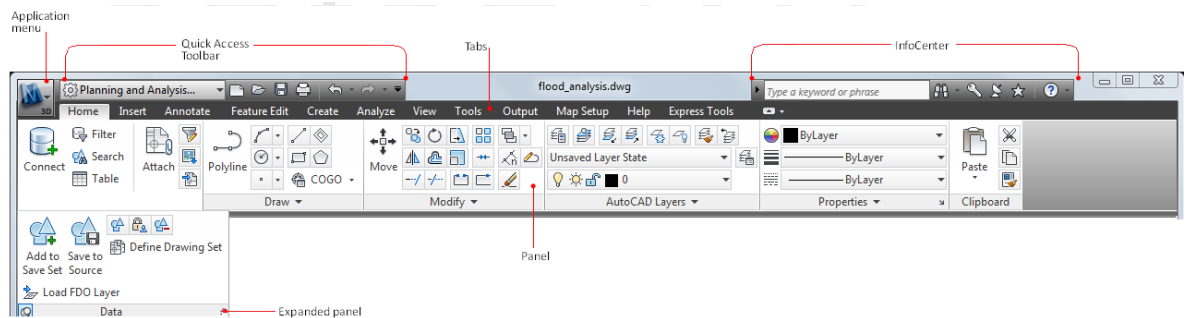 Application
menu
Quick Access
Toolbar
Tabs
InfoCenter
3D
Planning and Analysis...
flood_analysis.dwg
Type a keyword or phrase
Home Insert Annotate Feature Edit Create Analyze View Tools Output Map Setup Help Express Tools
Connect
Filter
Search
Table
Attach
Polyline
COGO
Move
Unsaved Layer State
0
ByLayer
ByLayer
ByLayer
Paste
Draw
Modify
AutoCAD Layers
Properties
Clipboard
Add to
Save Set
Save to
Source
Define Drawing Set
Load FDO Layer
Data
Panel
Expanded panel